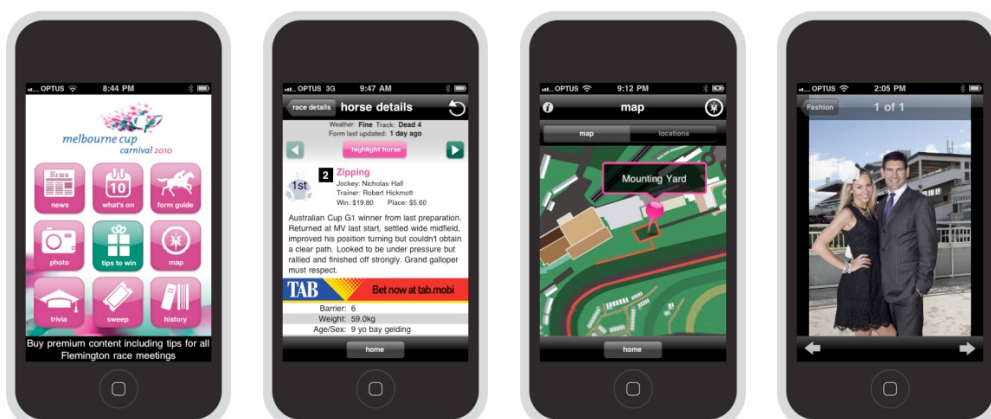 OPTUS 8:44 PM
melbourne cup
carnival 2010
News
10
news what's on form guide
photo tips to win map
trivia sweep history
Buy premium content including tips for all
Flemington race meetings
OPTUS 3G 9:47 AM
race details horse details
Weather: Fine Track: Dead 4
Form last updated: 1 day ago
highlight horse
1st 2 Zipping
Jockey: Nicholas Hall
Trainer: Robert Hickmott
Win: $19.80 Place: $5.60
Australian Cup G1 winner from last preparation.
Returned at MV last start, settled wide midfield,
improved his position turning but couldn't obtain
a clear path. Looked to be under pressure but
rallied and finished off strongly. Grand galloper
must respect.
TAB Bet now at tab.mobi
Barrier: 6
Weight: 59.0kg
Age/Sex: 9 yo bay gelding
home
OPTUS 9:12 PM
i map
map locations
Mounting Yard
home
OPTUS 2:05 PM
Fashion 1 of 1